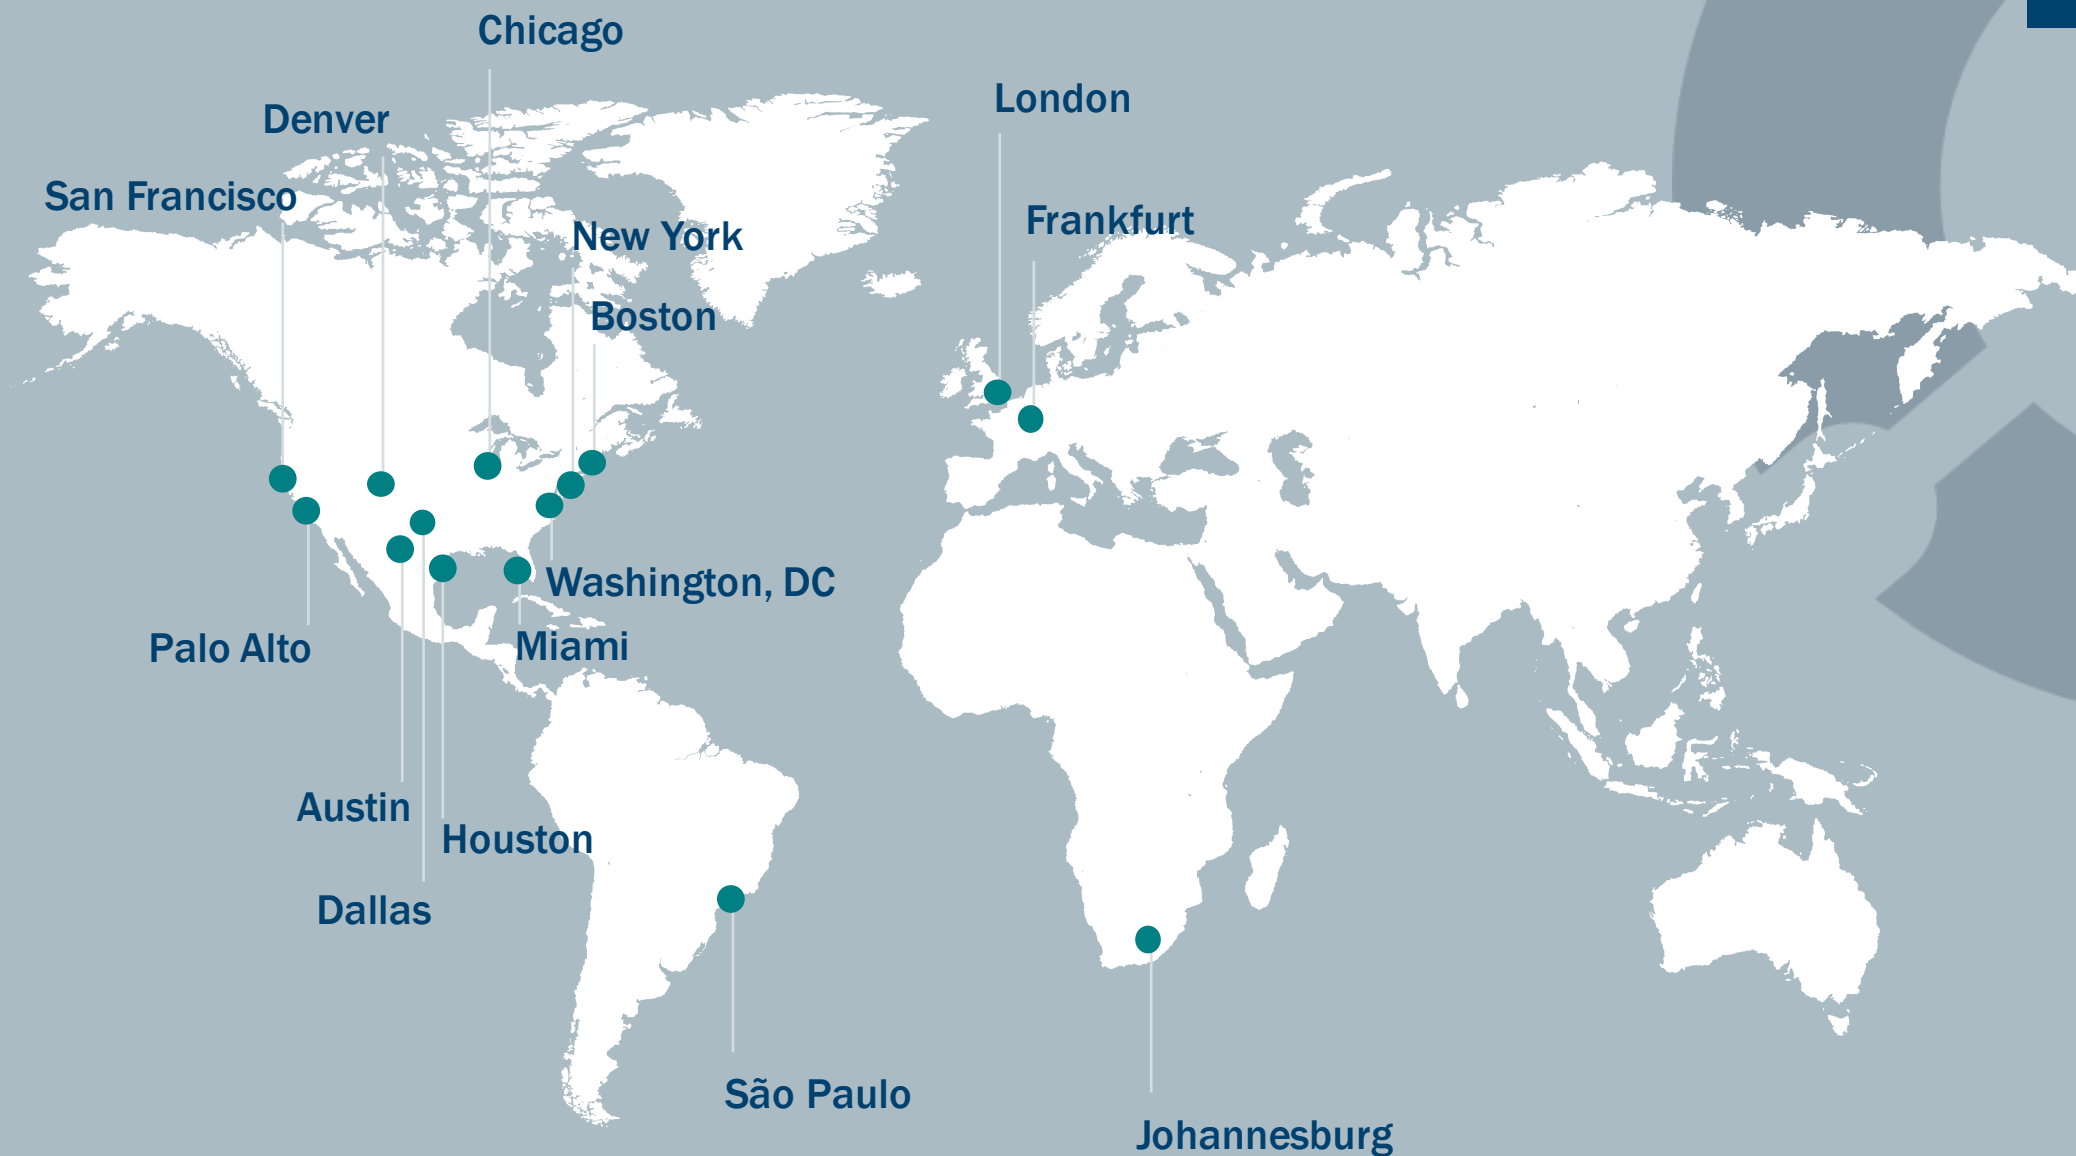 Chicago
London
Denver
San Francisco
Frankfurt
New York
Boston
Washington, DC
Palo Alto
Miami
Austin
Houston
Dallas
São Paulo
Johannesburg